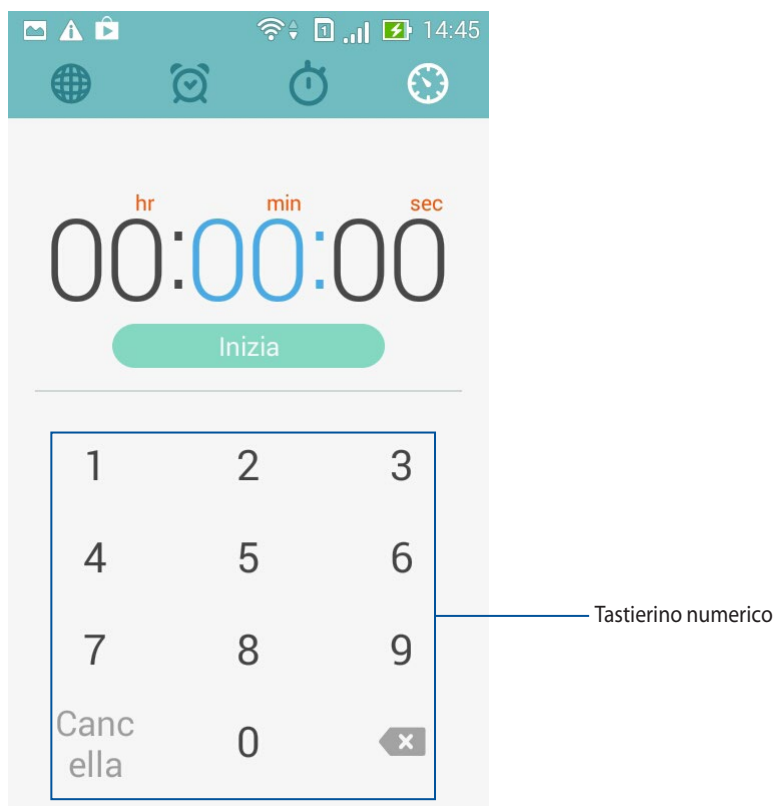 1 14:45
hr min sec
00:00:00
Inizia
1 2 3
4 5 6
Tastierino numerico
7 8 9
Canc
ella
0